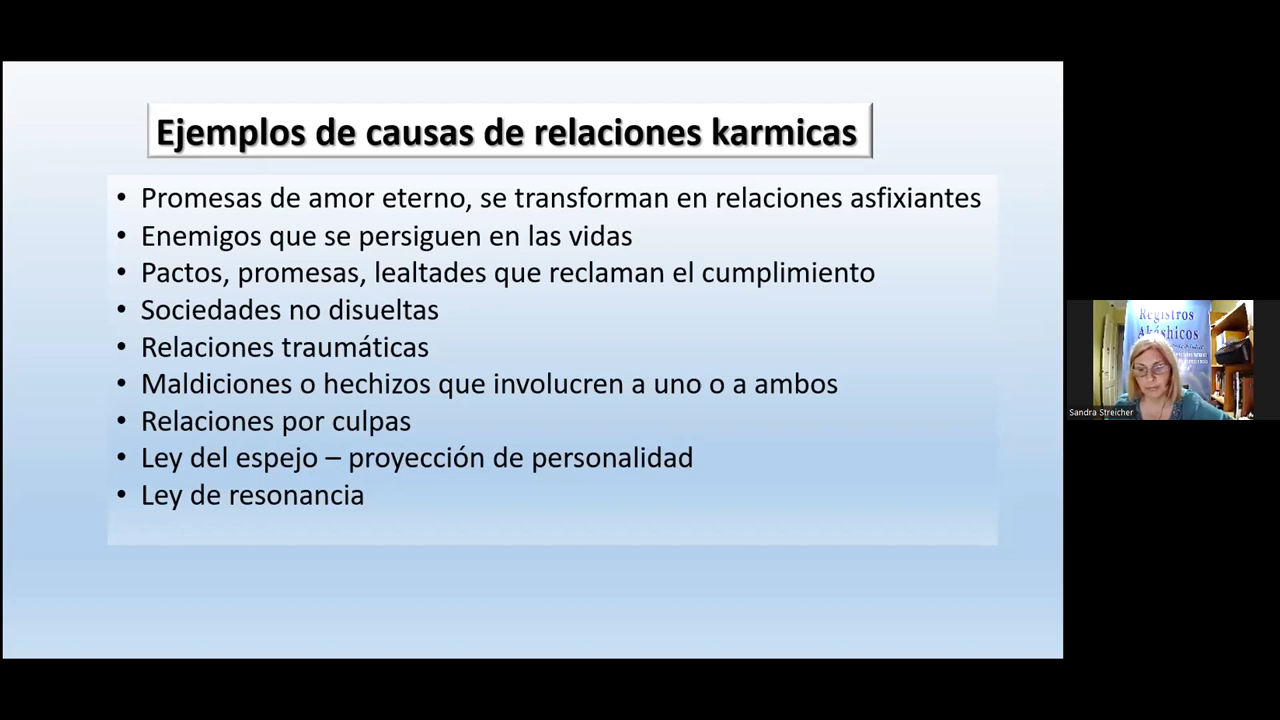 Ejemplos de causas de relaciones karmicas
• Promesas de amor eterno, se transforman en relaciones asfixiantes
• Enemigos que se persiguen en las vidas
• Pactos, promesas, lealtades que reclaman el cumplimiento
• Sociedades no disueltas
• Relaciones traumáticas
• Maldiciones o hechizos que involucren a uno o a ambos
• Relaciones por culpas
• Ley del espejo – proyección de personalidad
• Ley de resonancia
Registros
Akáshicos
Sandra Streicher